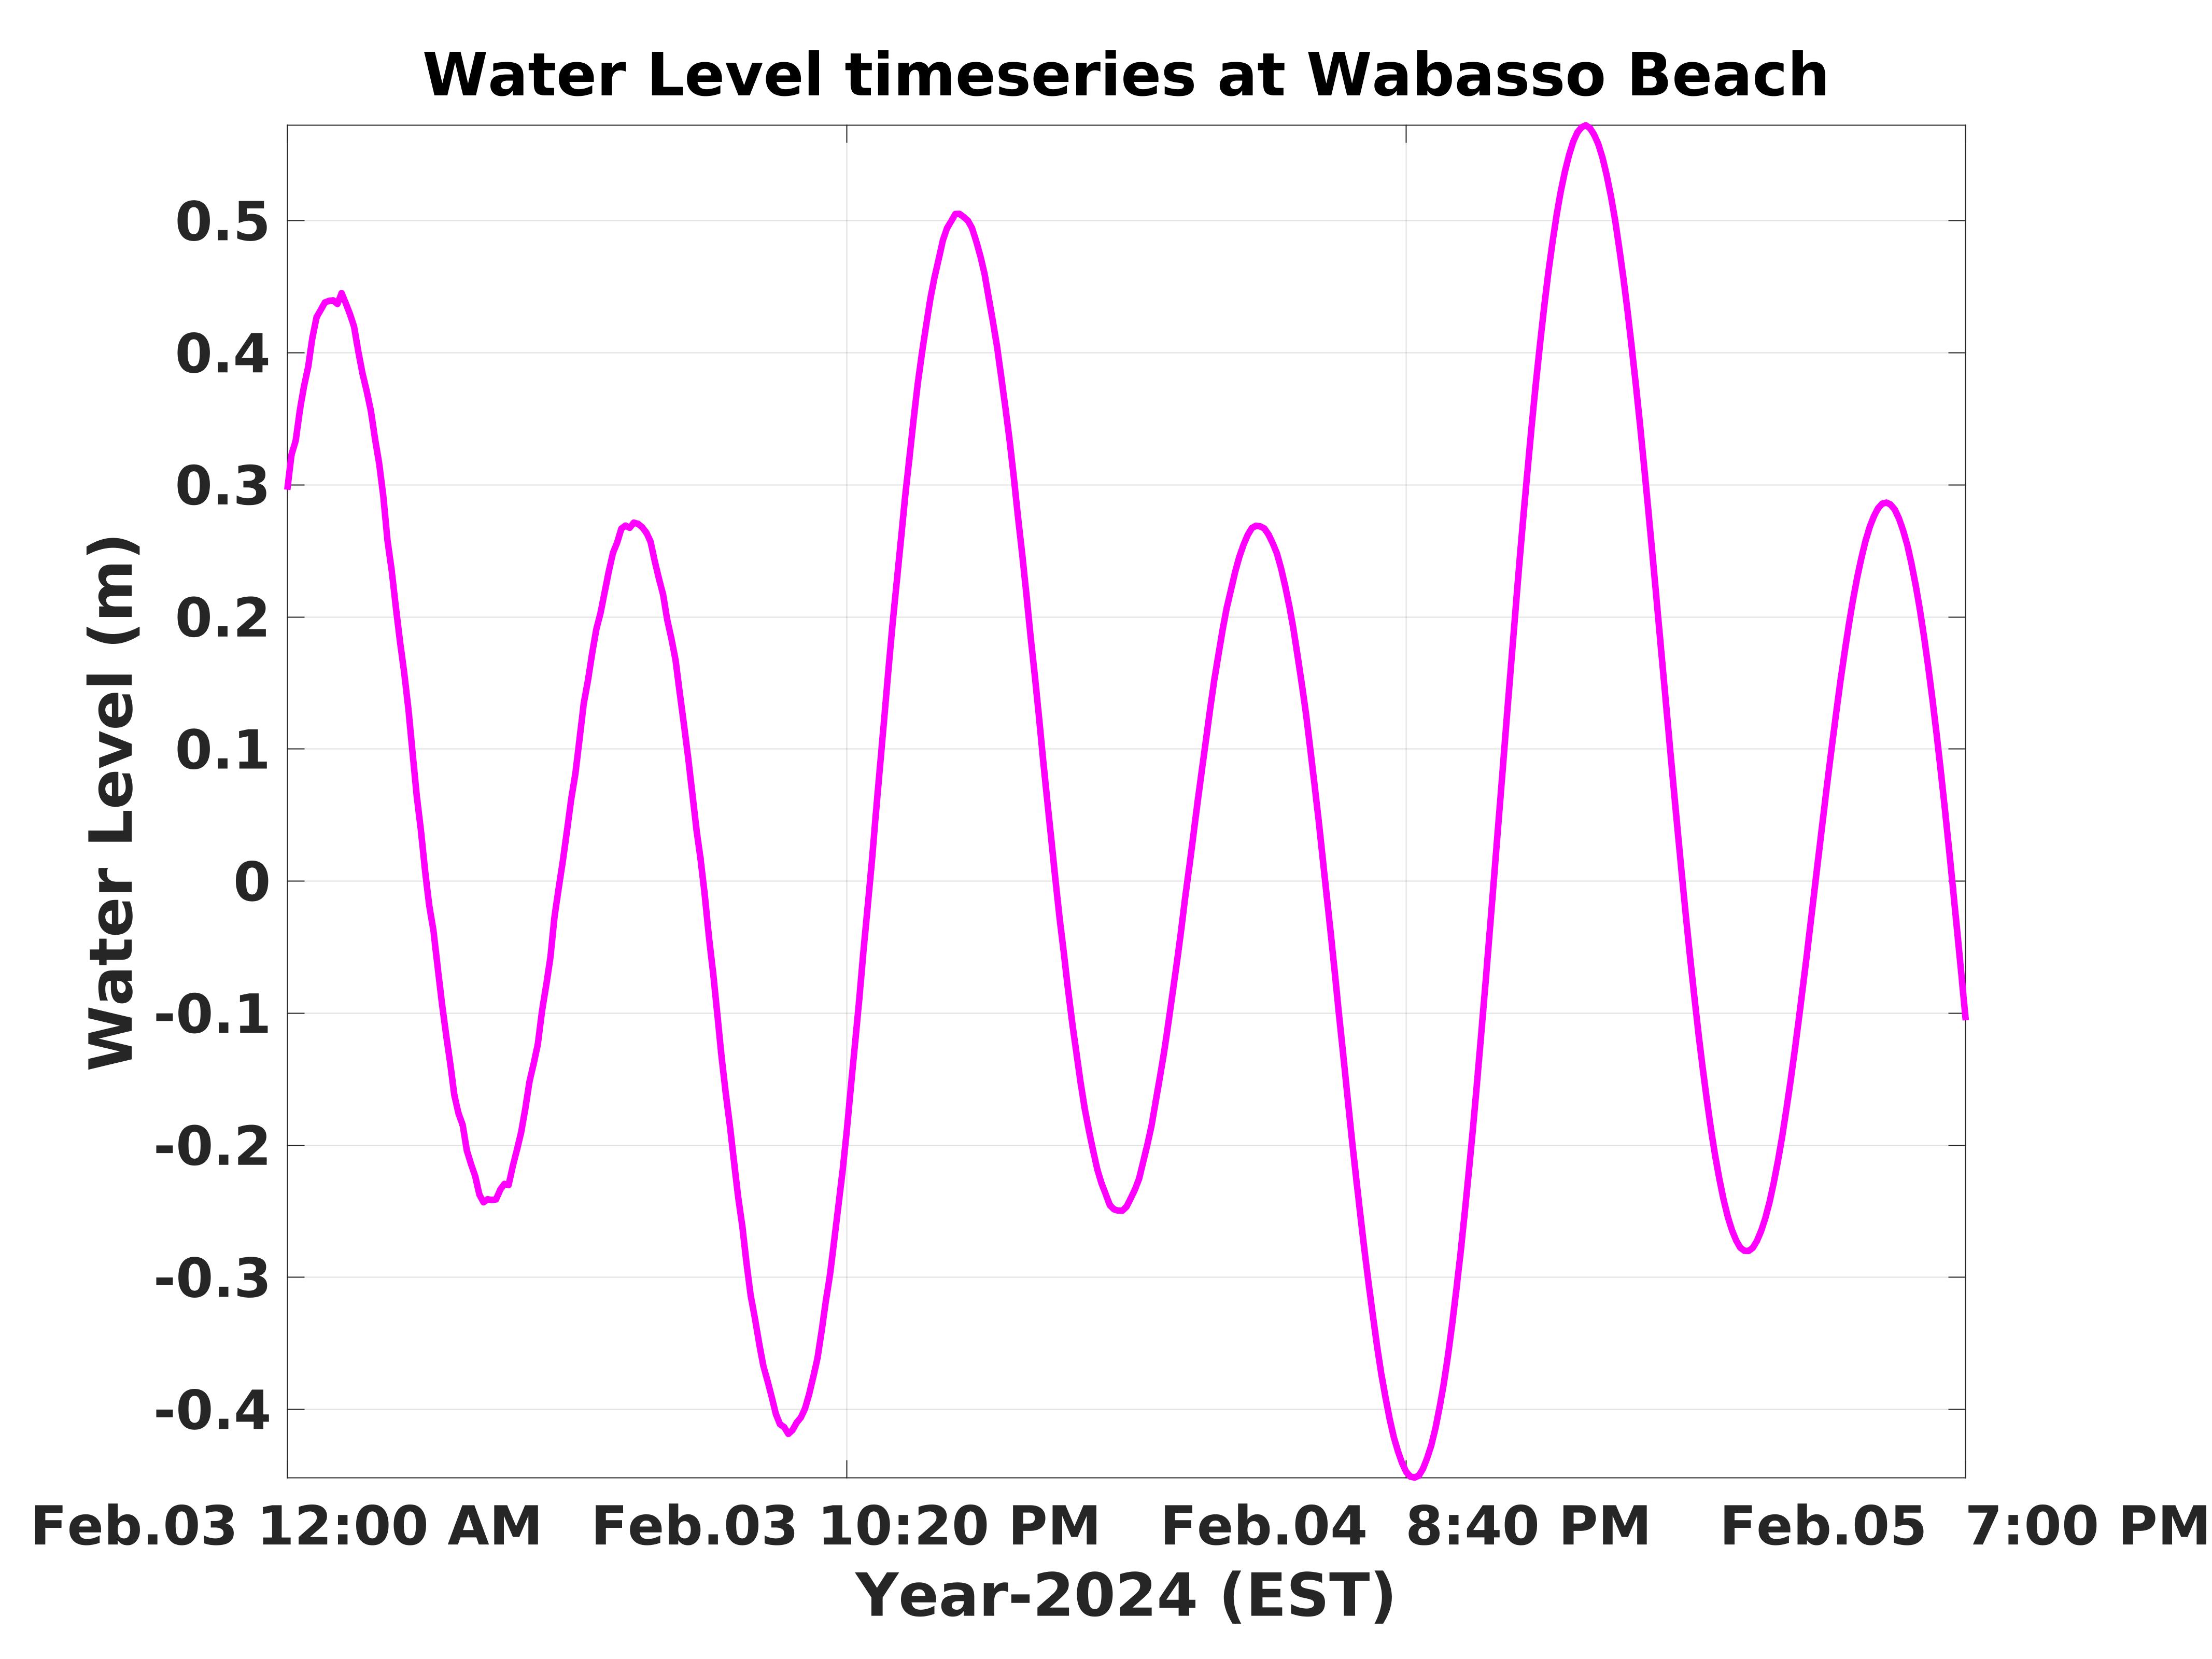 Water Level timeseries at Wabasso Beach
Water Level (m)
0.5
0.4
0.3
0.2
0.1
0
-0.1
-0.2
-0.3
-0.4
Feb.03 12:00 AM
Feb.03 10:20 PM
Feb.04 8:40 PM
Feb.05 7:00 PM
Year-2024 (EST)